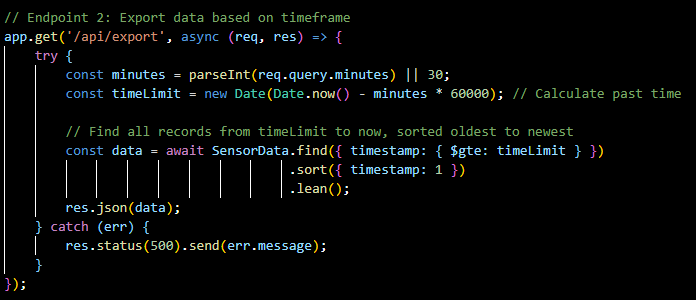 // Endpoint 2: Export data based on timeframe
app.get('/api/export', async (req, res) => {
    try {
        const minutes = parseInt(req.query.minutes) || 30;
        const timeLimit = new Date(Date.now() - minutes * 60000); // Calculate past time

        // Find all records from timeLimit to now, sorted oldest to newest
        const data = await SensorData.find({ timestamp: { $gte: timeLimit } })
                                     .sort({ timestamp: 1 })
                                     .lean();
        res.json(data);
    } catch (err) {
        res.status(500).send(err.message);
    }
});